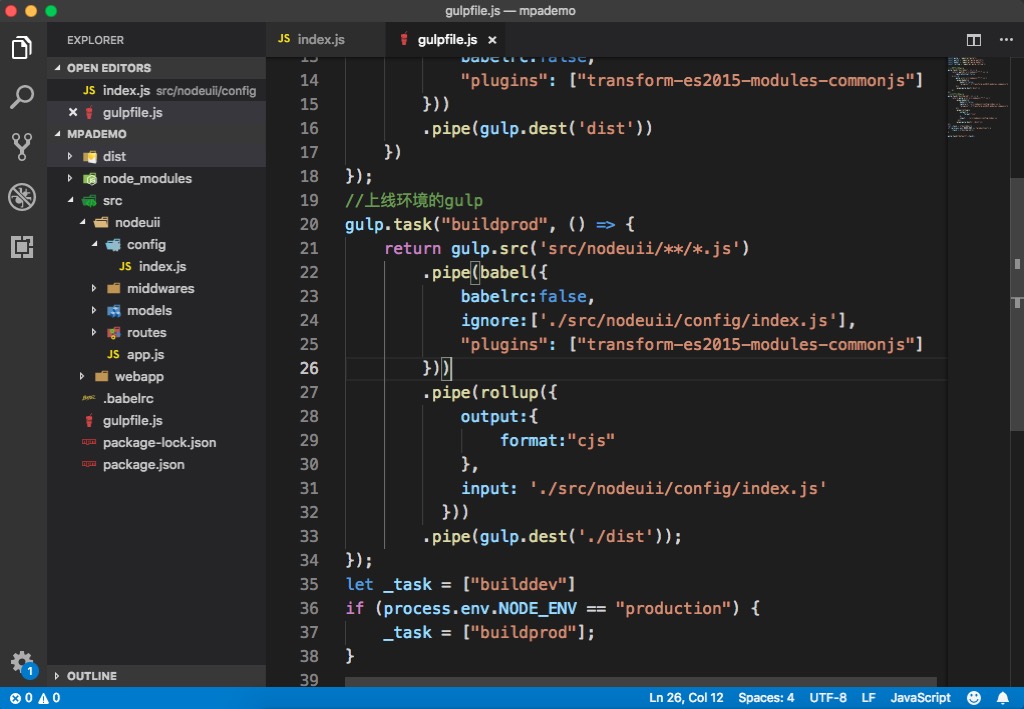 gulpfile.js — mpademo
EXPLORER
OPEN EDITORS
JS index.js src/nodeuii/config
gulpfile.js
MPADEMO
dist
node_modules
src
nodeuii
config
JS index.js
middwares
models
routes
JS app.js
webapp
.babelrc
gulpfile.js
package-lock.json
package.json
OUTLINE
1
JS index.js
gulpfile.js
13 babelrc:false,
14 "plugins": ["transform-es2015-modules-commonjs"]
15 }))
16 .pipe(gulp.dest('dist'))
17 })
18 });
19 //上线环境的gulp
20 gulp.task("buildprod", () => {
21 return gulp.src('src/nodeuii/**/*.js')
22 .pipe(babel({
23 babelrc:false,
24 ignore:['./src/nodeuii/config/index.js'],
25 "plugins": ["transform-es2015-modules-commonjs"]
26 }))
27 .pipe(rollup({
28 output:{
29 format:"cjs"
30 },
31 input: './src/nodeuii/config/index.js'
32 }))
33 .pipe(gulp.dest('./dist'));
34 });
35 let _task = ["builddev"]
36 if (process.env.NODE_ENV == "production") {
37 _task = ["buildprod"];
38 }
39
0 0 Ln 26, Col 12 Spaces: 4 UTF-8 LF JavaScript